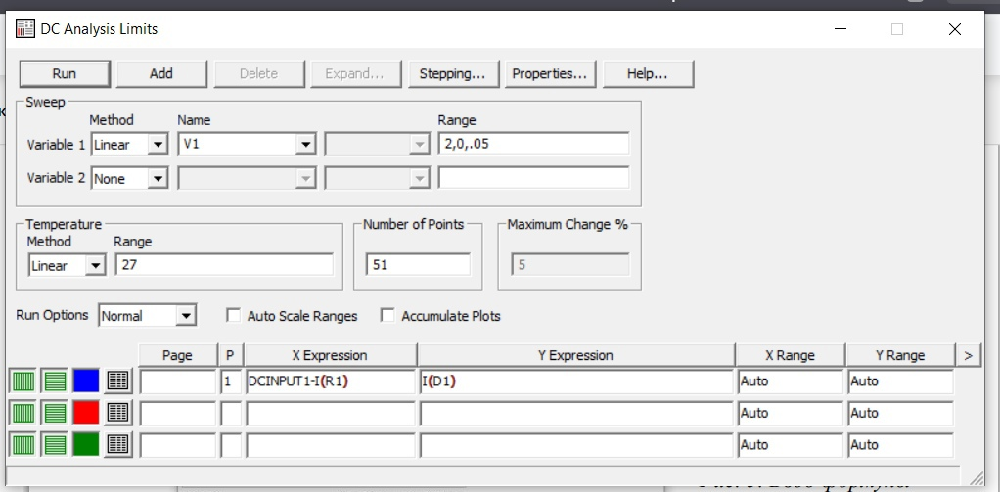 DC Analysis Limits
Run Add Delete Expand... Stepping... Properties... Help...
Sweep
Method Name Range
Variable 1 Linear V1 2,0,.05
Variable 2 None
Temperature Number of Points Maximum Change %
Method Range
Linear 27 51 5
Run Options Normal Auto Scale Ranges Accumulate Plots
Page P X Expression Y Expression X Range Y Range >
1 DCINPUT1-I(R1) I(D1) Auto Auto
Auto Auto
Auto Auto